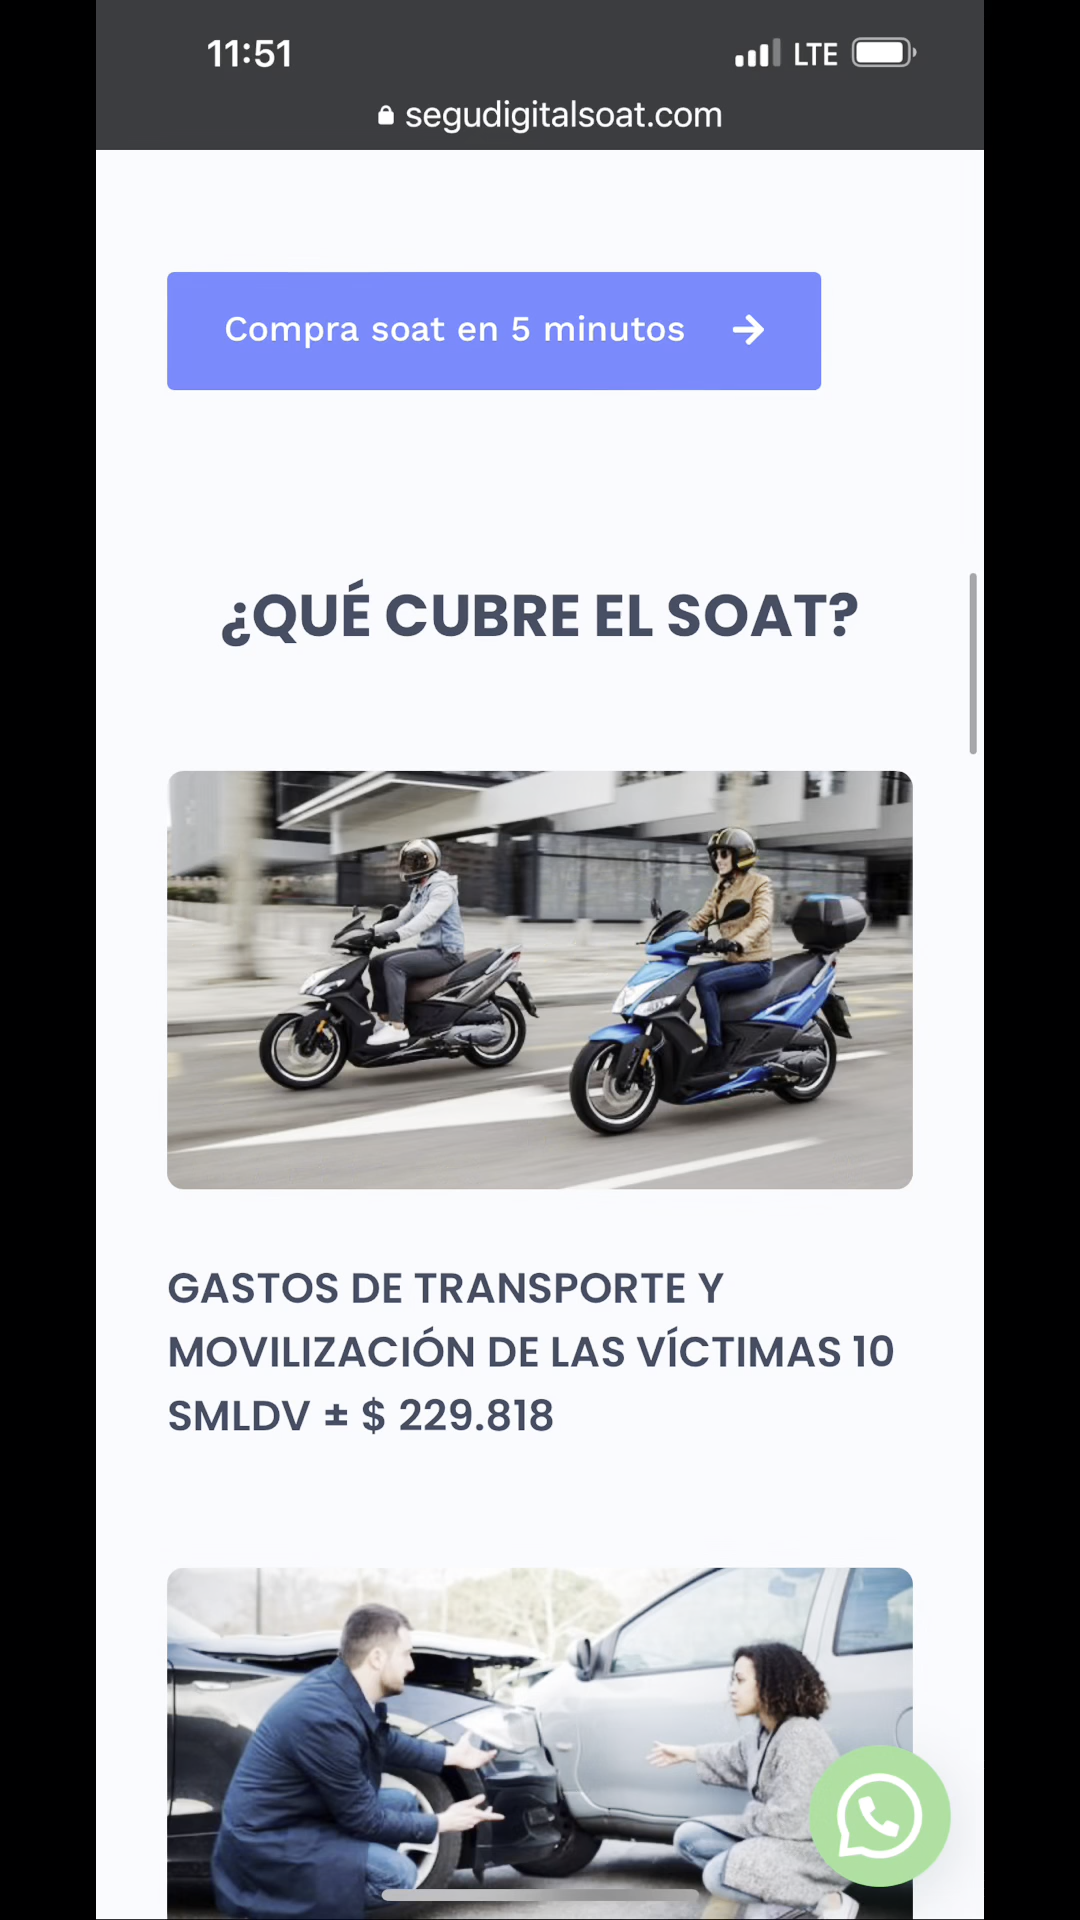 11:51
LTE
segudigitalsoat.com
Compra soat en 5 minutos
¿QUÉ CUBRE EL SOAT?
GASTOS DE TRANSPORTE Y
MOVILIZACIÓN DE LAS VÍCTIMAS 10
SMLDV ± $ 229.818